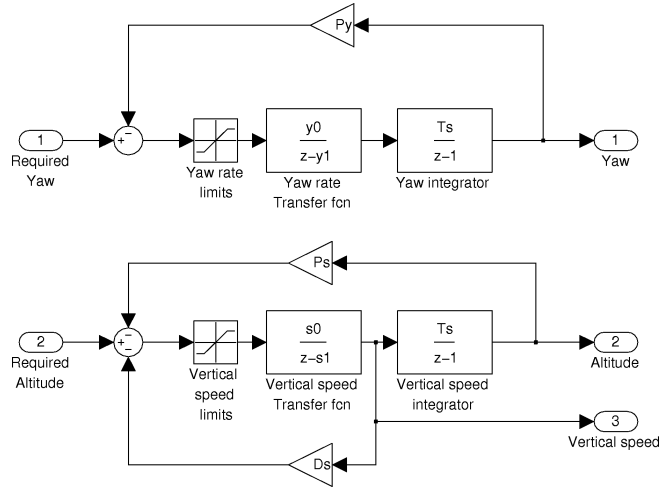 Py
1
+
−
y0
z−y1
Ts
z−1
1
Required
Yaw
Yaw rate
limits
Yaw rate
Transfer fcn
Yaw integrator
Yaw
Ps
2
+
−
−
s0
z−s1
Ts
z−1
2
Required
Altitude
Vertical
speed
limits
Vertical speed
Transfer fcn
Vertical speed
integrator
Altitude
3
Vertical speed
Ds